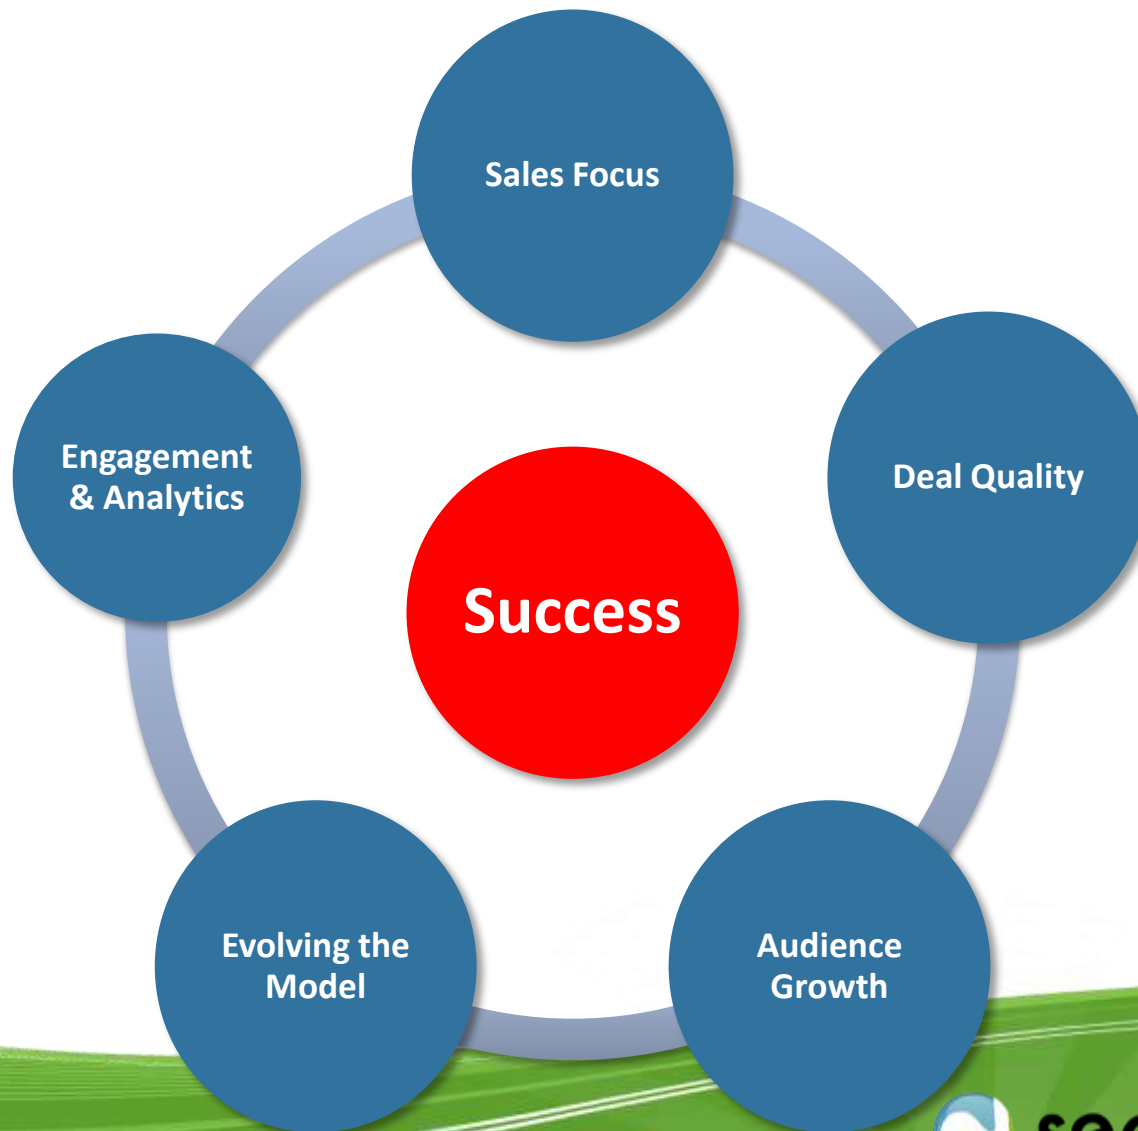 Sales Focus
Deal Quality
Engagement
& Analytics
Success
Evolving the
Model
Audience
Growth